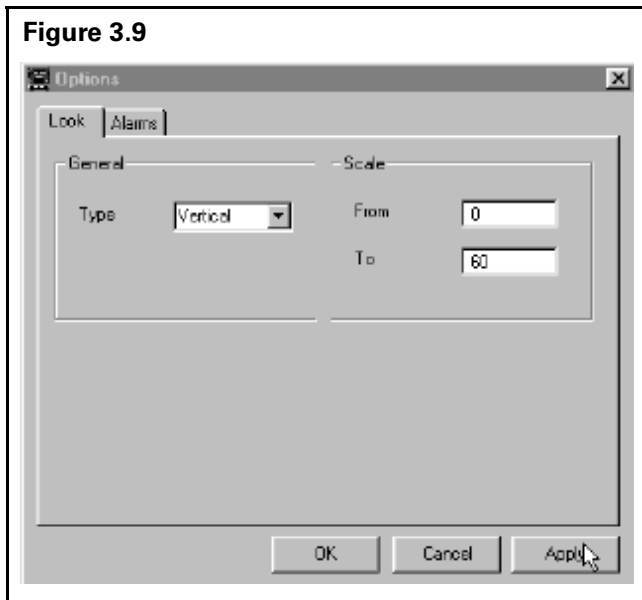 Figure 3.9
Options
Look Alarms
General
Type Vertical
Scale
From 0
To 60
OK Cancel Apply